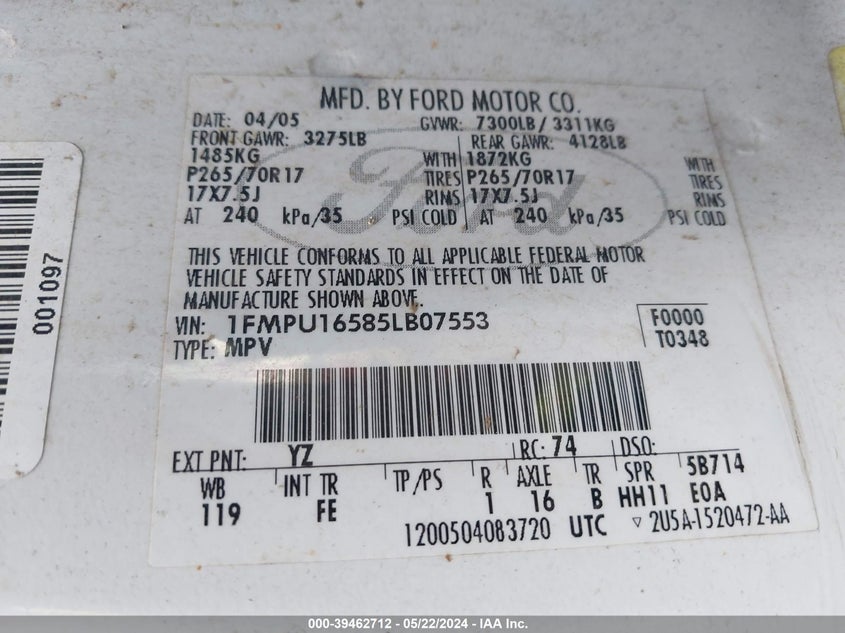 MFD. BY FORD MOTOR CO.
DATE: 04/05 GVWR: 7300LB / 3311KG
FRONT GAWR: 3275LB REAR GAWR: 4128LB
1485KG WITH 1872KG WITH
P265/70R17 TIRES P265/70R17 TIRES
17X7.5J RIMS 17X7.5J RIMS
AT 240 kPa/35 PSI COLD AT 240 kPa/35 PSI COLD
THIS VEHICLE CONFORMS TO ALL APPLICABLE FEDERAL MOTOR
VEHICLE SAFETY STANDARDS IN EFFECT ON THE DATE OF
MANUFACTURE SHOWN ABOVE.
VIN: 1FMPU16585LB07553 F0000
TYPE: MPV T0348
EXT PNT: YZ RC: 74 DSO:
WB INT TR TP/PS R AXLE TR SPR 5B714
119 FE 1 16 B HH11 E0A
1200504083720 UTC ▽ 2U5A-1520472-AA
Ford
001097
000-39462712 - 05/22/2024 - IAA Inc.